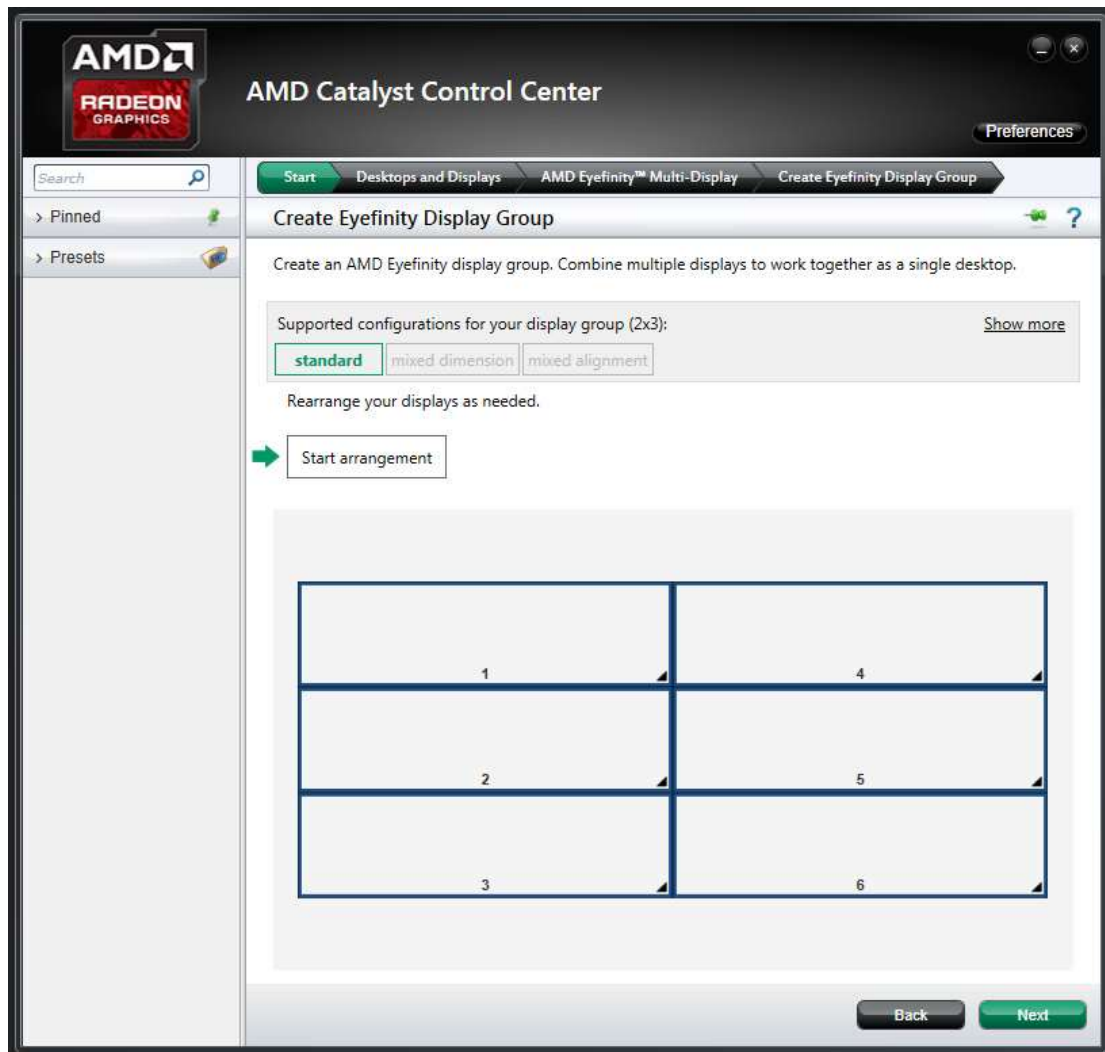 AMD
RADEON
GRAPHICS
AMD Catalyst Control Center
Preferences
Search
Start
Desktops and Displays
AMD Eyefinity™ Multi-Display
Create Eyefinity Display Group
> Pinned
> Presets
Create Eyefinity Display Group
?
Create an AMD Eyefinity display group. Combine multiple displays to work together as a single desktop.
Supported configurations for your display group (2x3):
Show more
standard
mixed dimension
mixed alignment
Rearrange your displays as needed.
Start arrangement
1
4
2
5
3
6
Back
Next